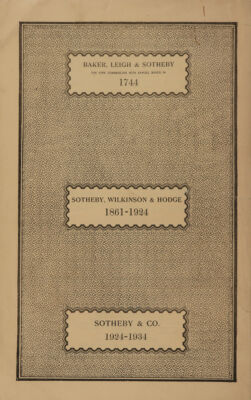 BAKER, LEIGH & SOTHEBY
1744
SOTHEBY, WILKINSON & HODGE
1861-1924
SOTHEBY & CO.
1924-1934